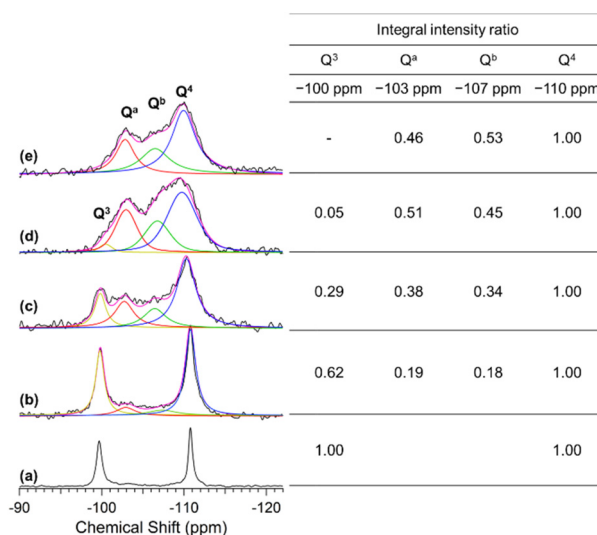 Integral intensity ratio
Q³ Qᵃ Qᵇ Q⁴
−100 ppm −103 ppm −107 ppm −110 ppm
Qᵃ Qᵇ Q⁴
(e) - 0.46 0.53 1.00
Q³
(d) 0.05 0.51 0.45 1.00
(c) 0.29 0.38 0.34 1.00
(b) 0.62 0.19 0.18 1.00
(a) 1.00 1.00
-90 -100 -110 -120
Chemical Shift (ppm)